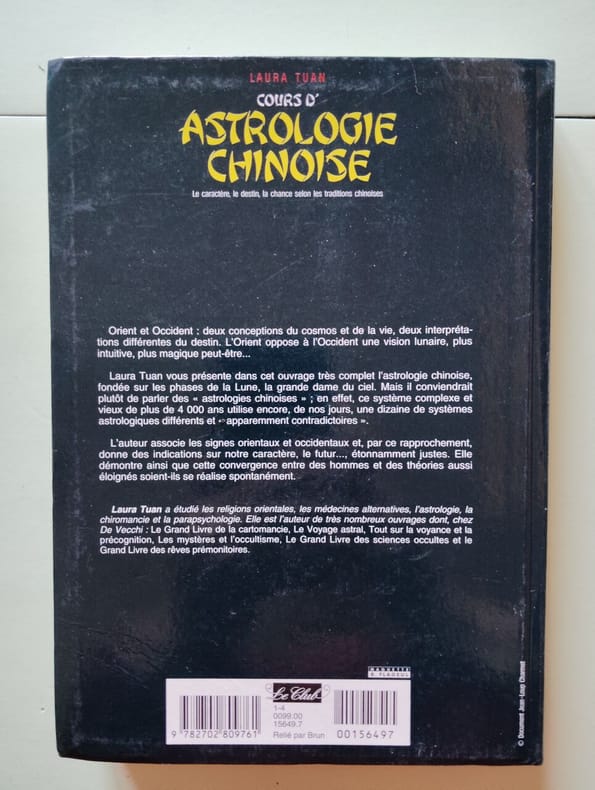 LAURA TUAN
COURS D'
ASTROLOGIE
CHINOISE
Le caractère, le destin, la chance selon les traditions chinoises
Orient et Occident : deux conceptions du cosmos et de la vie, deux interpréta-
tions différentes du destin. L'Orient oppose à l'Occident une vision lunaire, plus
intuitive, plus magique peut-être...
Laura Tuan vous présente dans cet ouvrage très complet l'astrologie chinoise,
fondée sur les phases de la Lune, la grande dame du ciel. Mais il conviendrait
plutôt de parler des « astrologies chinoises » ; en effet, ce système complexe et
vieux de plus de 4 000 ans utilise encore, de nos jours, une dizaine de systèmes
astrologiques différents et « apparemment contradictoires ».
L'auteur associe les signes orientaux et occidentaux et, par ce rapprochement,
donne des indications sur notre caractère, le futur..., étonnamment justes. Elle
démontre ainsi que cette convergence entre des hommes et des théories aussi
éloignés soient-ils se réalise spontanément.
Laura Tuan a étudié les religions orientales, les médecines alternatives, l'astrologie, la
chiromancie et la parapsychologie. Elle est l'auteur de très nombreux ouvrages dont, chez
De Vecchi : Le Grand Livre de la cartomancie, Le Voyage astral, Tout sur la voyance et la
précognition, Les mystères et l'occultisme, Le Grand Livre des sciences occultes et le
Grand Livre des rêves prémonitoires.
MAQUETTE
B. FLAGEUS
© Document Jean-Loup Charmet
Le Club
1-4
0099.00
15649.7
Relié par Brun
9 782702 809761
00156497